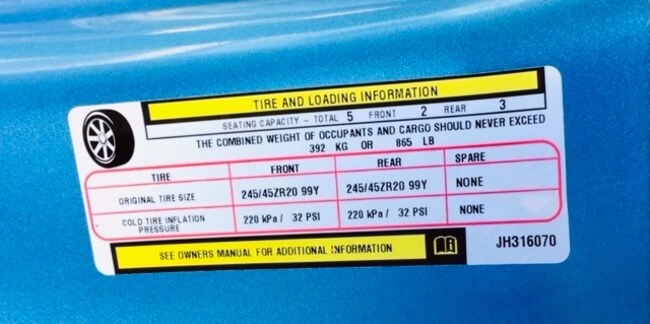 TIRE AND LOADING INFORMATION
SEATING CAPACITY – TOTAL 5 FRONT 2 REAR 3
THE COMBINED WEIGHT OF OCCUPANTS AND CARGO SHOULD NEVER EXCEED
392 KG OR 865 LB
TIRE FRONT REAR SPARE
ORIGINAL TIRE SIZE 245/45ZR20 99Y 245/45ZR20 99Y NONE
COLD TIRE INFLATION
PRESSURE 220 kPa / 32 PSI 220 kPa / 32 PSI NONE
SEE OWNERS MANUAL FOR ADDITIONAL INFORMATION JH316070